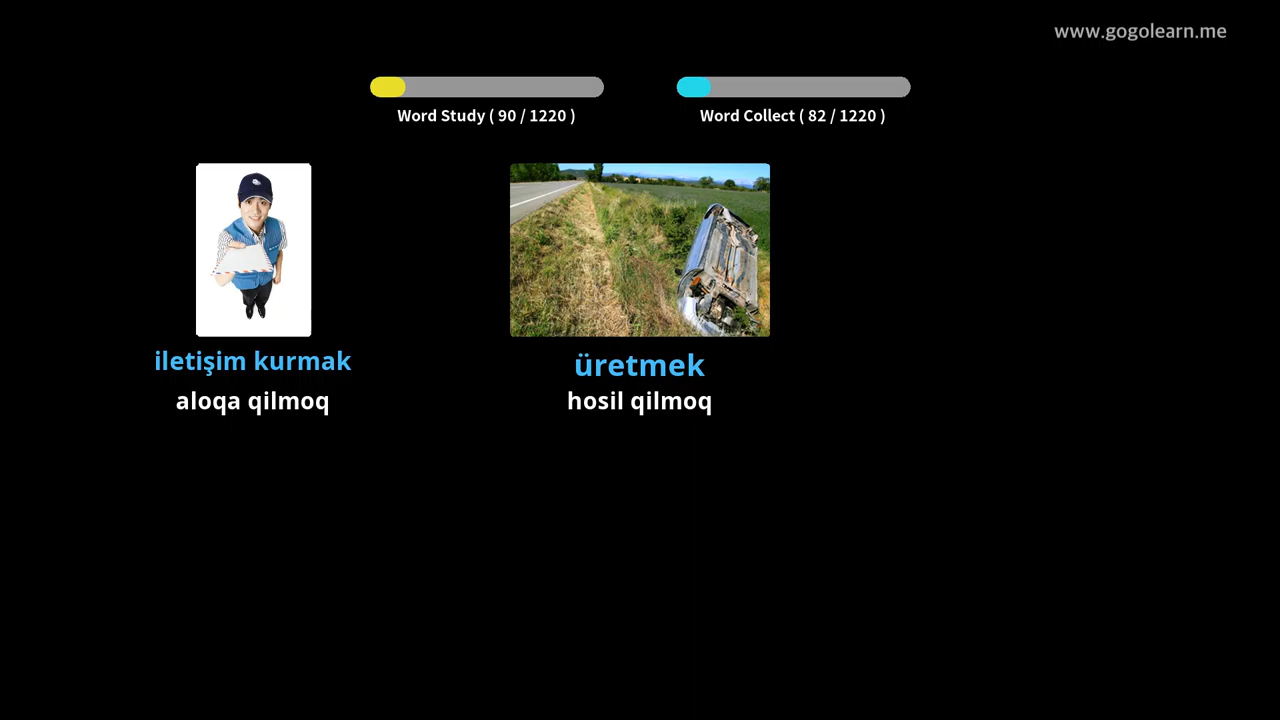 www.gogolearn.me
Word Study ( 90 / 1220 )
Word Collect ( 82 / 1220 )
iletişim kurmak
aloqa qilmoq
üretmek
hosil qilmoq